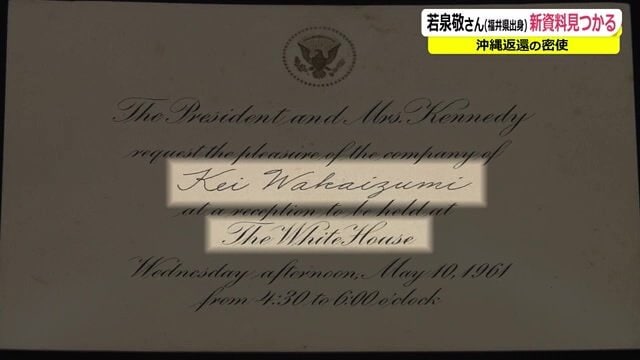 若泉敬さん(福井県出身) 新資料見つかる
沖縄返還の密使
The President and Mrs. Kennedy
request the pleasure of the company of
Kei Wakaizumi
at a reception to be held at
The White House
Wednesday afternoon, May 10, 1961
from 4:30 to 6:00 o'clock